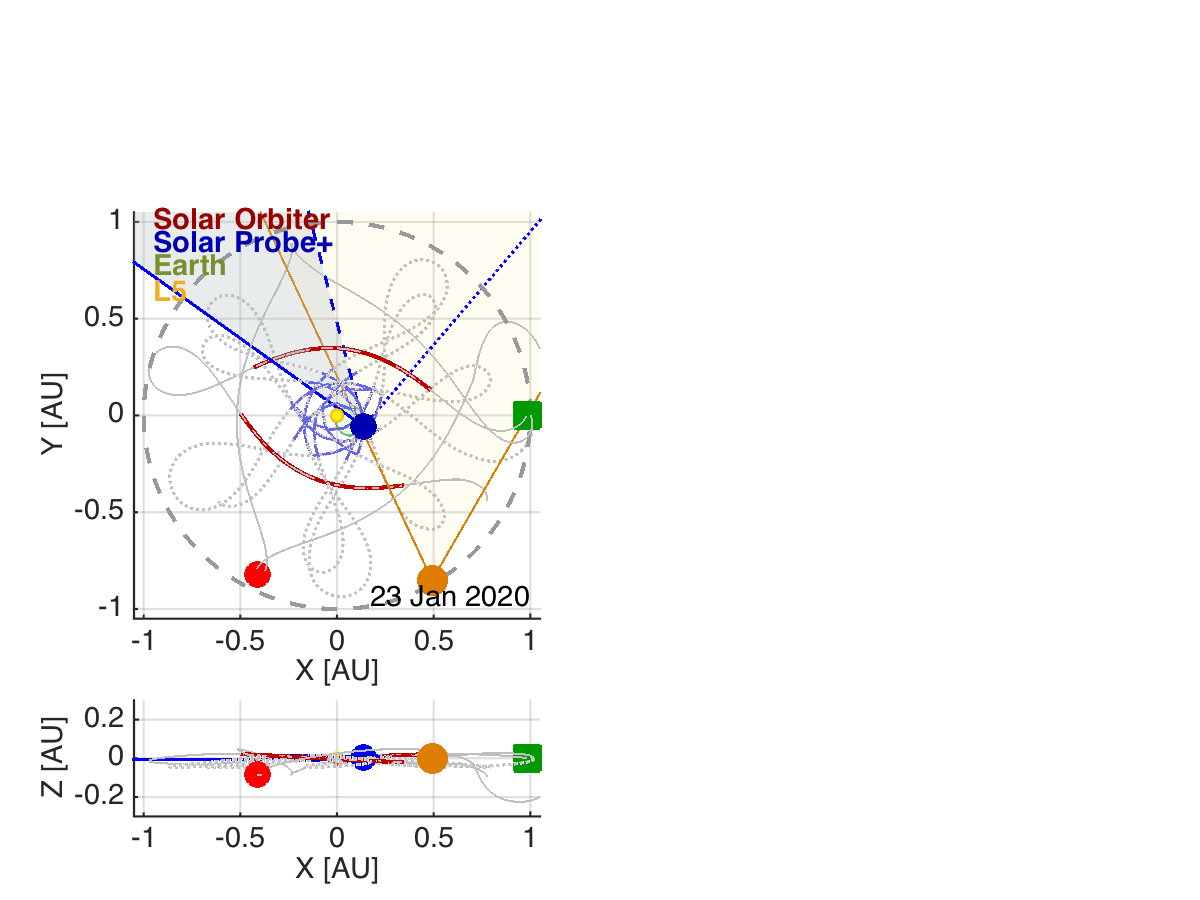 1
Solar Orbiter
Solar Probe+
Earth
L5
0.5
0
-0.5
-1
Y [AU]
23 Jan 2020
-1 -0.5 0 0.5 1
X [AU]
0.2
0
-0.2
Z [AU]
-1 -0.5 0 0.5 1
X [AU]